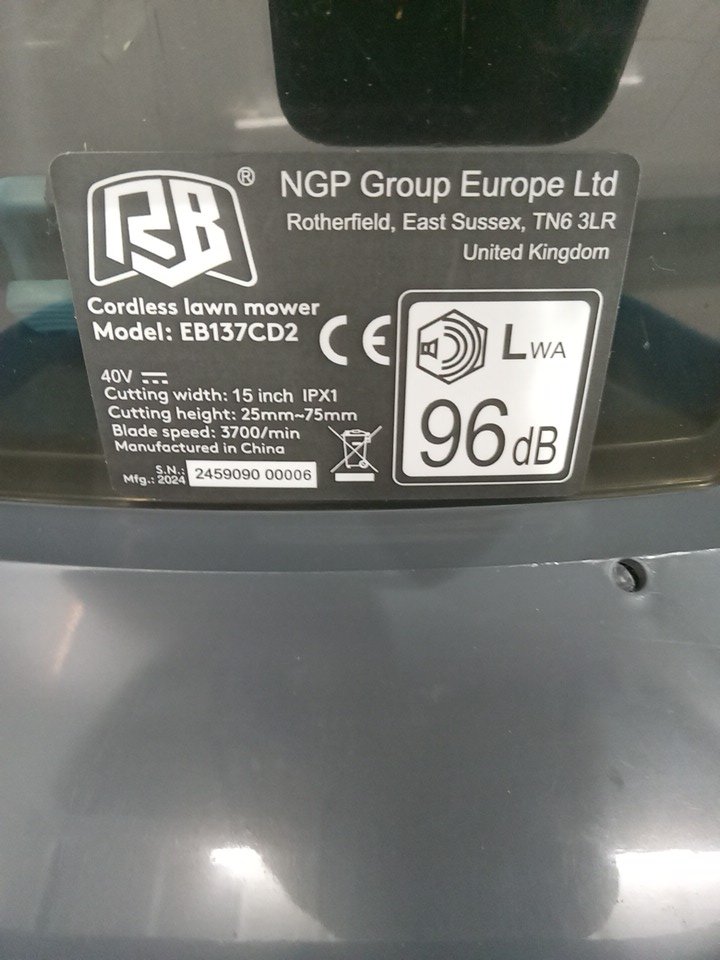 RB®
NGP Group Europe Ltd
Rotherfield, East Sussex, TN6 3LR
United Kingdom
Cordless lawn mower
Model: EB137CD2
CE
40V
Cutting width: 15 inch IPX1
Cutting height: 25mm~75mm
Blade speed: 3700/min
Manufactured in China
S.N.:
Mfg.: 2024
2459090 00006
LWA
96 dB